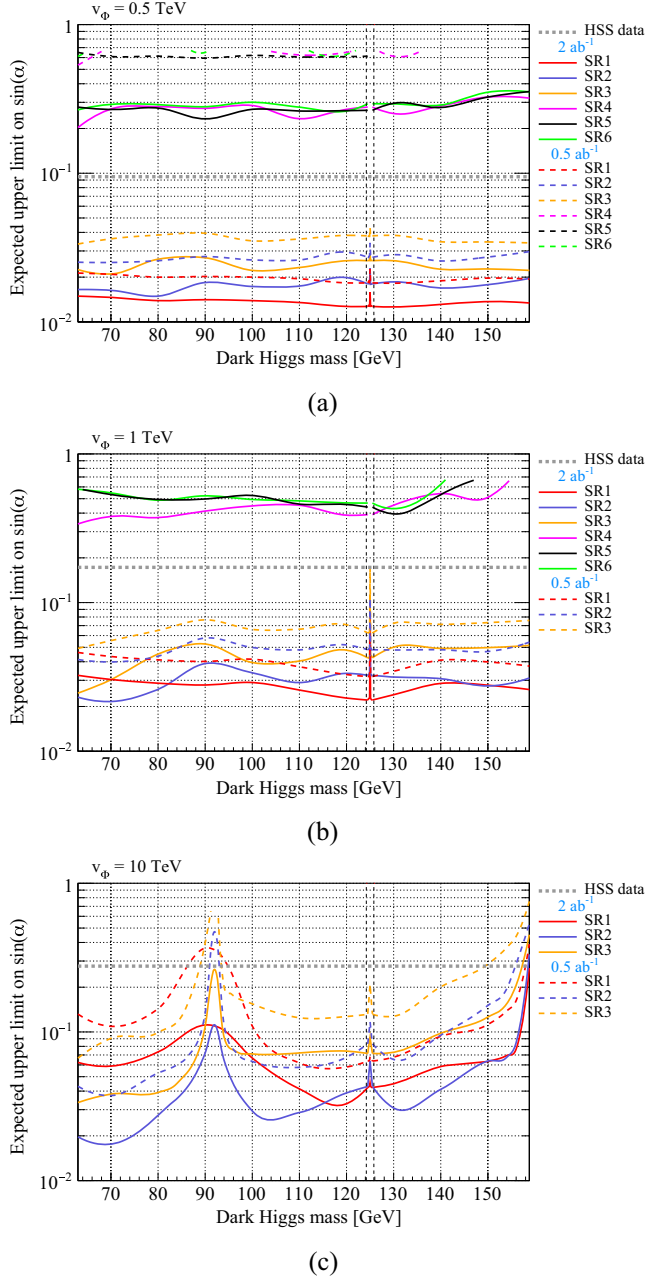 v_Φ = 0.5 TeV
Expected upper limit on sin(α)
1
10⁻¹
10⁻²
70 80 90 100 110 120 130 140 150
Dark Higgs mass [GeV]
HSS data
2 ab⁻¹
SR1
SR2
SR3
SR4
SR5
SR6
0.5 ab⁻¹
SR1
SR2
SR3
SR4
SR5
SR6
(a)
v_Φ = 1 TeV
Expected upper limit on sin(α)
1
10⁻¹
10⁻²
70 80 90 100 110 120 130 140 150
Dark Higgs mass [GeV]
HSS data
2 ab⁻¹
SR1
SR2
SR3
SR4
SR5
SR6
0.5 ab⁻¹
SR1
SR2
SR3
(b)
v_Φ = 10 TeV
Expected upper limit on sin(α)
1
10⁻¹
10⁻²
70 80 90 100 110 120 130 140 150
Dark Higgs mass [GeV]
HSS data
2 ab⁻¹
SR1
SR2
SR3
0.5 ab⁻¹
SR1
SR2
SR3
(c)